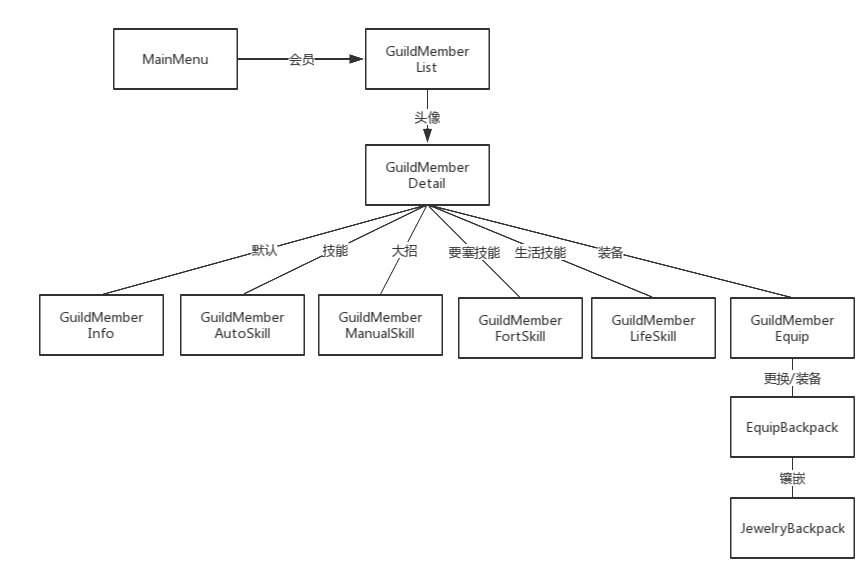 MainMenu
会员
GuildMember
List
头像
GuildMember
Detail
默认
技能
大招
要塞技能
生活技能
装备
GuildMember
Info
GuildMember
AutoSkill
GuildMember
ManualSkill
GuildMember
FortSkill
GuildMember
LifeSkill
GuildMember
Equip
更换/装备
EquipBackpack
镶嵌
JewelryBackpack